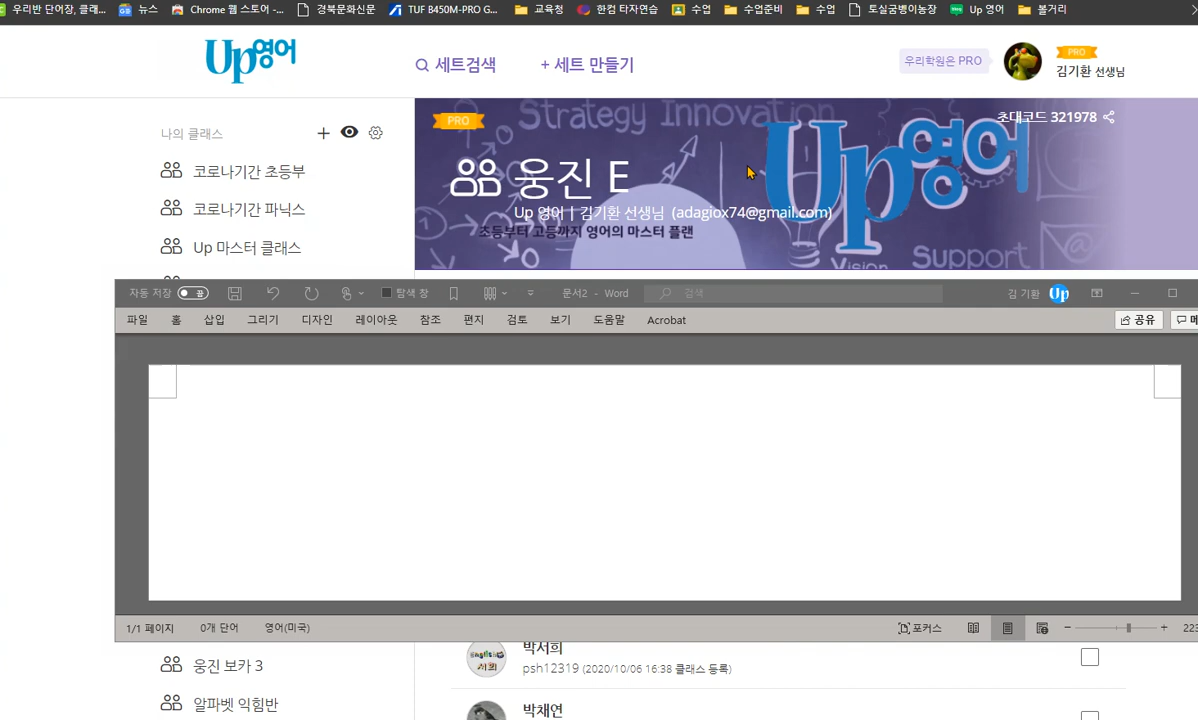 우리반 단어장, 클래... 뉴스 Chrome 웹 스토어 -... 경북문화신문 TUF B450M-PRO G... 교육청 한컴 타자연습 수업 수업준비 수업 토실굼벵이농장 Up 영어 볼거리
Up영어
세트검색 + 세트 만들기
우리학원은 PRO
PRO
김기환 선생님
나의 클래스
코로나기간 초등부
코로나기간 파닉스
Up 마스터 클래스
PRO
Strategy Innovation
초대코드 321978
웅진 E
Up 영어 | 김기환 선생님 (adagiox74@gmail.com)
초등부터 고등까지 영어의 마스터 플랜
Up영어
Vision Support
자동 저장 끔 탐색 창 문서2 - Word 검색 김 기환 Up
파일 홈 삽입 그리기 디자인 레이아웃 참조 편지 검토 보기 도움말 Acrobat 공유 메
1/1 페이지 0개 단어 영어(미국) 포커스 223
웅진 보카 3
알파벳 익힘반
English
서희
박서희
psh12319 (2020/10/06 16:38 클래스 등록)
박채연